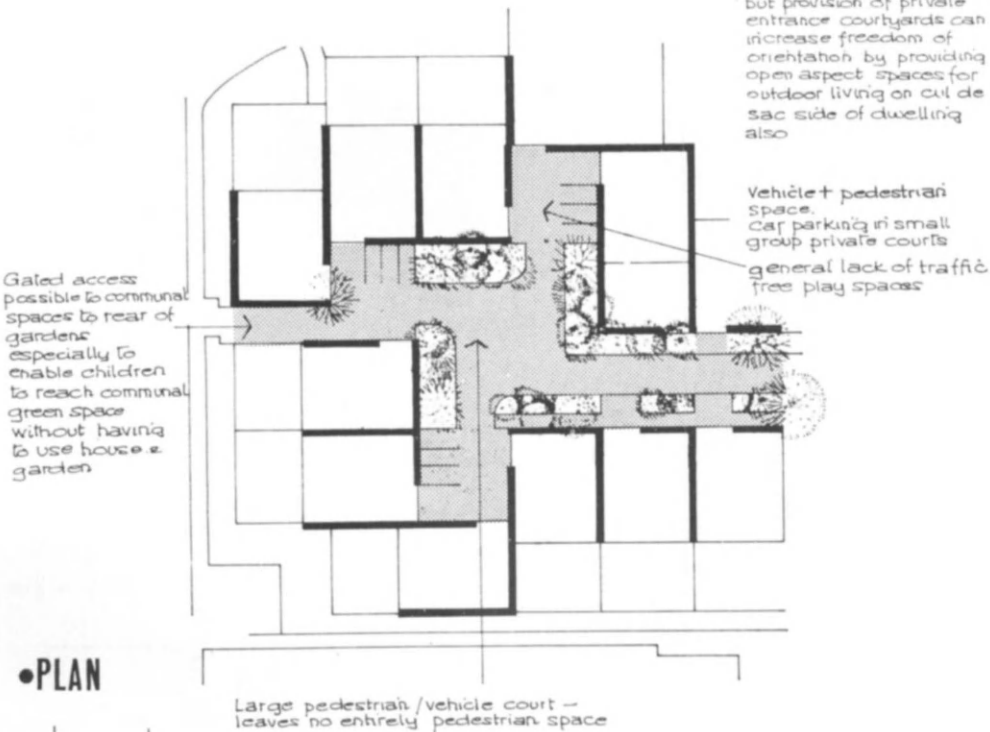 but provision of private
entrance courtyards can
increase freedom of
orientation by providing
open aspect spaces for
outdoor living on cul de
sac side of dwelling
also
Vehicle + pedestrian
space.
car parking in small
group private courts
general lack of traffic
free play spaces
Gated access
possible to communal
spaces to rear of
gardens
especially to
enable children
to reach communal
green space
without having
to use house &
garden
•PLAN
Large pedestrian / vehicle court –
leaves no entirely pedestrian space